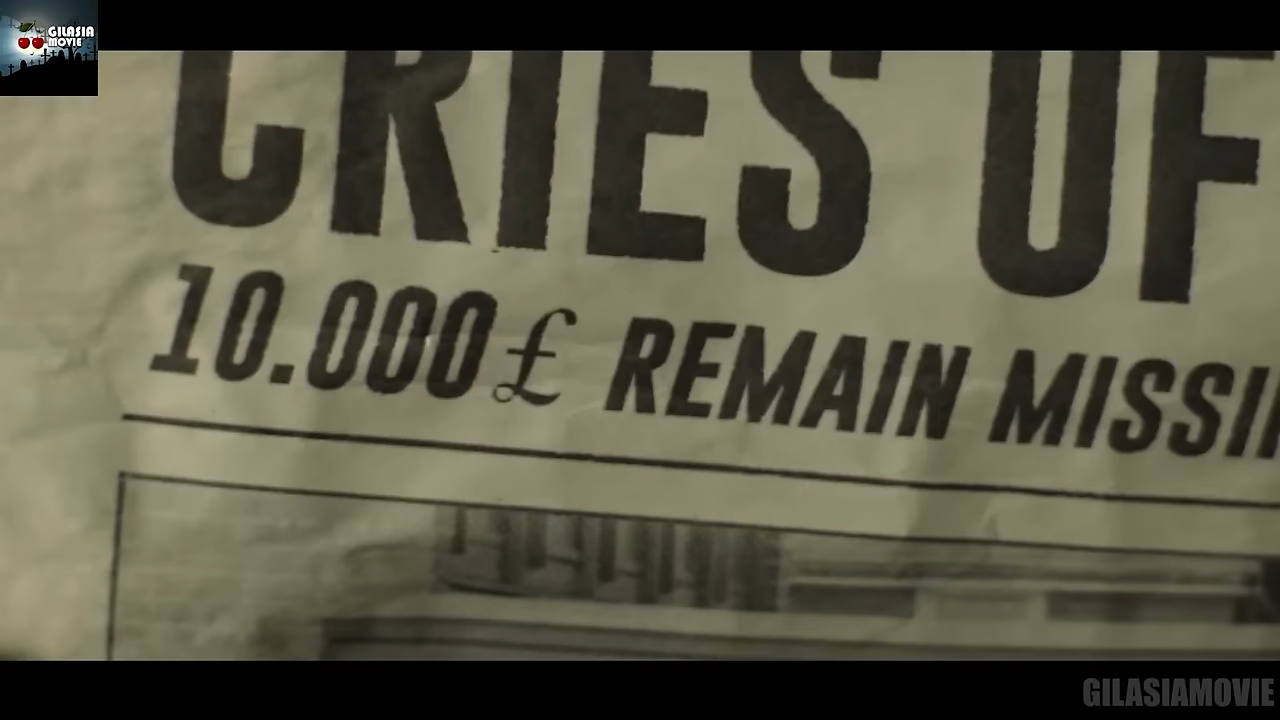 GILASIA
MOVIE
CRIES OF
10.000£ REMAIN MISSI
GILASIAMOVIE